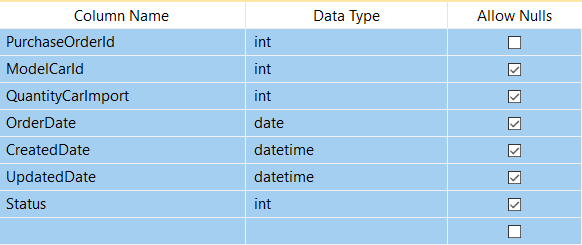 Column Name Data Type Allow Nulls
PurchaseOrderId int
ModelCarId int
QuantityCarImport int
OrderDate date
CreatedDate datetime
UpdatedDate datetime
Status int